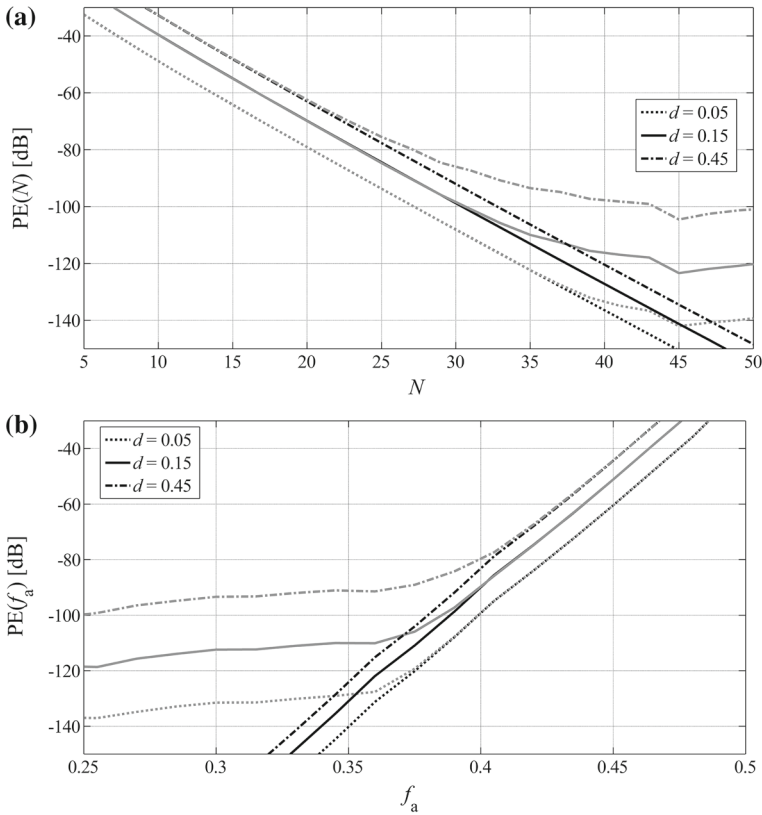 (a)
PE(N) [dB]
-40
-60
-80
-100
-120
-140
d = 0.05
d = 0.15
d = 0.45
5 10 15 20 25 30 35 40 45 50
N
(b)
PE(fa) [dB]
-40
-60
-80
-100
-120
-140
d = 0.05
d = 0.15
d = 0.45
0.25 0.3 0.35 0.4 0.45 0.5
fa